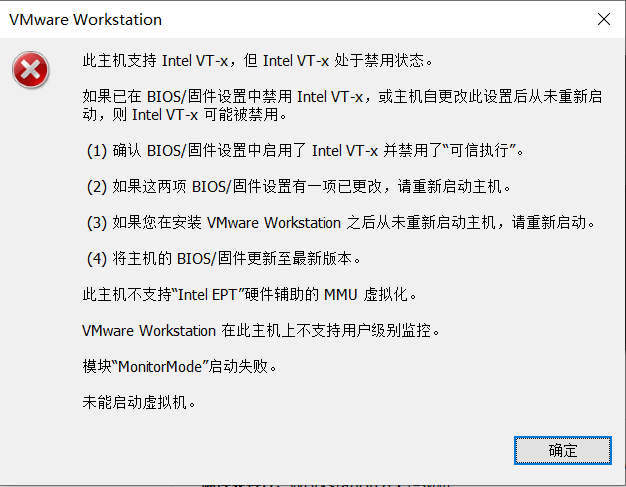 VMware Workstation
此主机支持 Intel VT-x，但 Intel VT-x 处于禁用状态。
如果已在 BIOS/固件设置中禁用 Intel VT-x，或主机自更改此设置后从未重新启
动，则 Intel VT-x 可能被禁用。
(1) 确认 BIOS/固件设置中启用了 Intel VT-x 并禁用了“可信执行”。
(2) 如果这两项 BIOS/固件设置有一项已更改，请重新启动主机。
(3) 如果您在安装 VMware Workstation 之后从未重新启动主机，请重新启动。
(4) 将主机的 BIOS/固件更新至最新版本。
此主机不支持“Intel EPT”硬件辅助的 MMU 虚拟化。
VMware Workstation 在此主机上不支持用户级别监控。
模块“MonitorMode”启动失败。
未能启动虚拟机。
确定